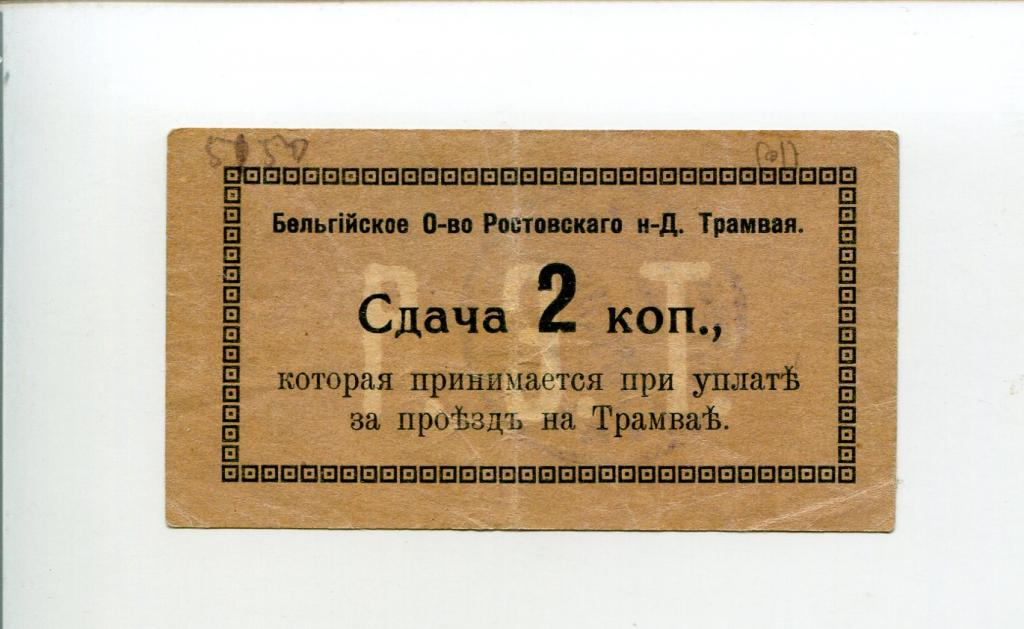 Бельгійское О-во Ростовскаго н-Д. Трамвая.
Сдача 2 коп.,
которая принимается при уплатѣ
за проѣздъ на Трамваѣ.